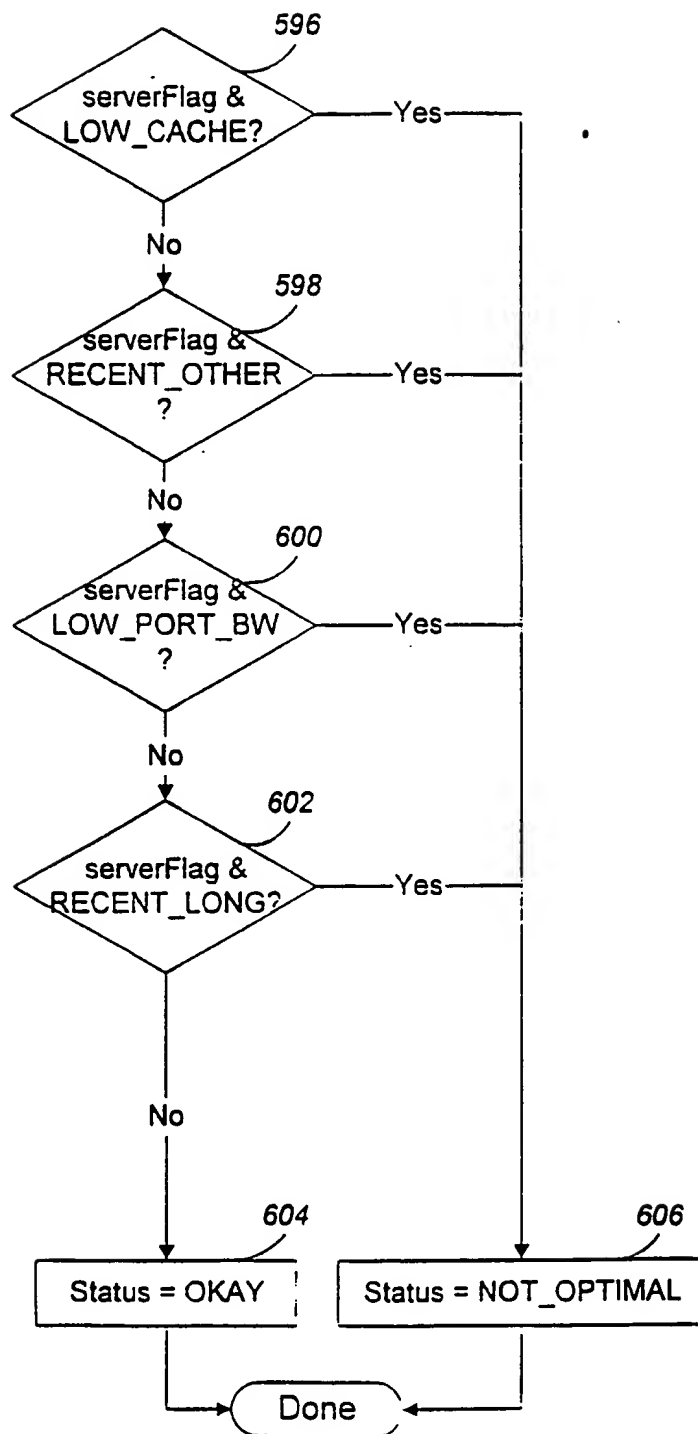 596
serverFlag &
LOW_CACHE?
Yes
No
598
serverFlag &
RECENT_OTHER
?
Yes
No
600
serverFlag &
LOW_PORT_BW
?
Yes
No
602
serverFlag &
RECENT_LONG?
Yes
No
604
Status = OKAY
606
Status = NOT_OPTIMAL
Done